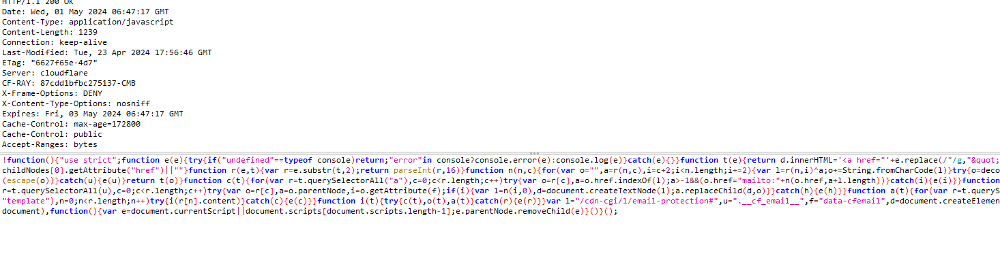 HTTP/1.1 200 OK
Date: Wed, 01 May 2024 06:47:17 GMT
Content-Type: application/javascript
Content-Length: 1239
Connection: keep-alive
Last-Modified: Tue, 23 Apr 2024 17:56:46 GMT
ETag: "6627f65e-4d7"
Server: cloudflare
CF-RAY: 87cdd1bfbc275137-CMB
X-Frame-Options: DENY
X-Content-Type-Options: nosniff
Expires: Fri, 03 May 2024 06:47:17 GMT
Cache-Control: max-age=172800
Cache-Control: public
Accept-Ranges: bytes
!function(){"use strict";function e(e){try{if("undefined"==typeof console)return;"error"in console?console.error(e):console.log(e)}catch(e){}}function t(e){return d.innerHTML='<a href="'+e.replace(/"/g,"&quot;
childNodes[0].getAttribute("href")||""}function r(e,t){var r=e.substr(t,2);return parseInt(r,16)}function n(n,c){for(var o="",a=r(n,c),i=c+2;i<n.length;i+=2){var l=r(n,i)^a;o+=String.fromCharCode(l)}try{o=deco
(escape(o))}catch(u){e(u)}return t(o)}function c(t){for(var r=t.querySelectorAll("a"),c=0;c<r.length;c++)try{var o=r[c],a=o.href.indexOf(l);a>-1&&(o.href="mailto:"+n(o.href,a+l.length))}catch(i){e(i)}}function
r=t.querySelectorAll(u),c=0;c<r.length;c++)try{var o=r[c],a=o.parentNode,i=o.getAttribute(f);if(i){var l=n(i,0),d=document.createTextNode(l);a.replaceChild(d,o)}}catch(h){e(h)}}function a(t){for(var r=t.queryS
"template"),n=0;n<r.length;n++)try{i(r[n].content)}catch(c){e(c)}}function i(t){try{c(t),o(t),a(t)}catch(r){e(r)}}var l="/cdn-cgi/l/email-protection#",u=".__cf_email__",f="data-cfemail",d=document.createElemen
document),function(){var e=document.currentScript||document.scripts[document.scripts.length-1];e.parentNode.removeChild(e)}()}();